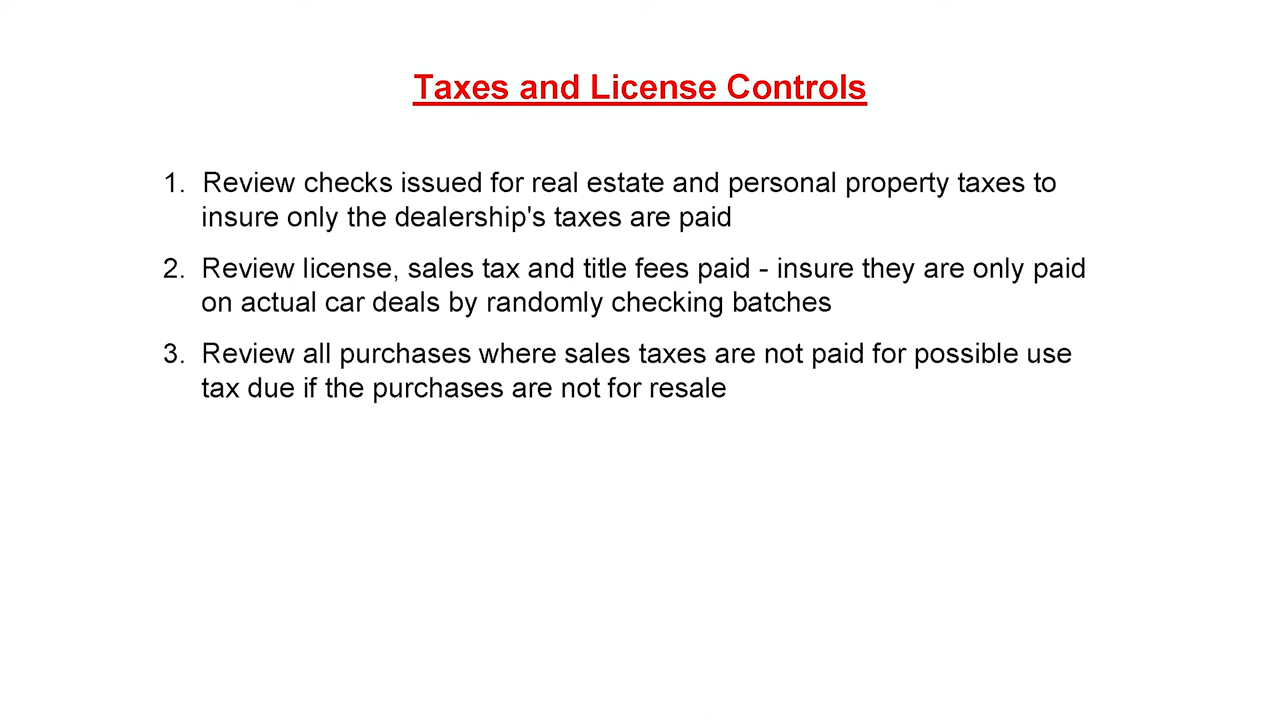 Taxes and License Controls
1. Review checks issued for real estate and personal property taxes to
insure only the dealership's taxes are paid
2. Review license, sales tax and title fees paid - insure they are only paid
on actual car deals by randomly checking batches
3. Review all purchases where sales taxes are not paid for possible use
tax due if the purchases are not for resale